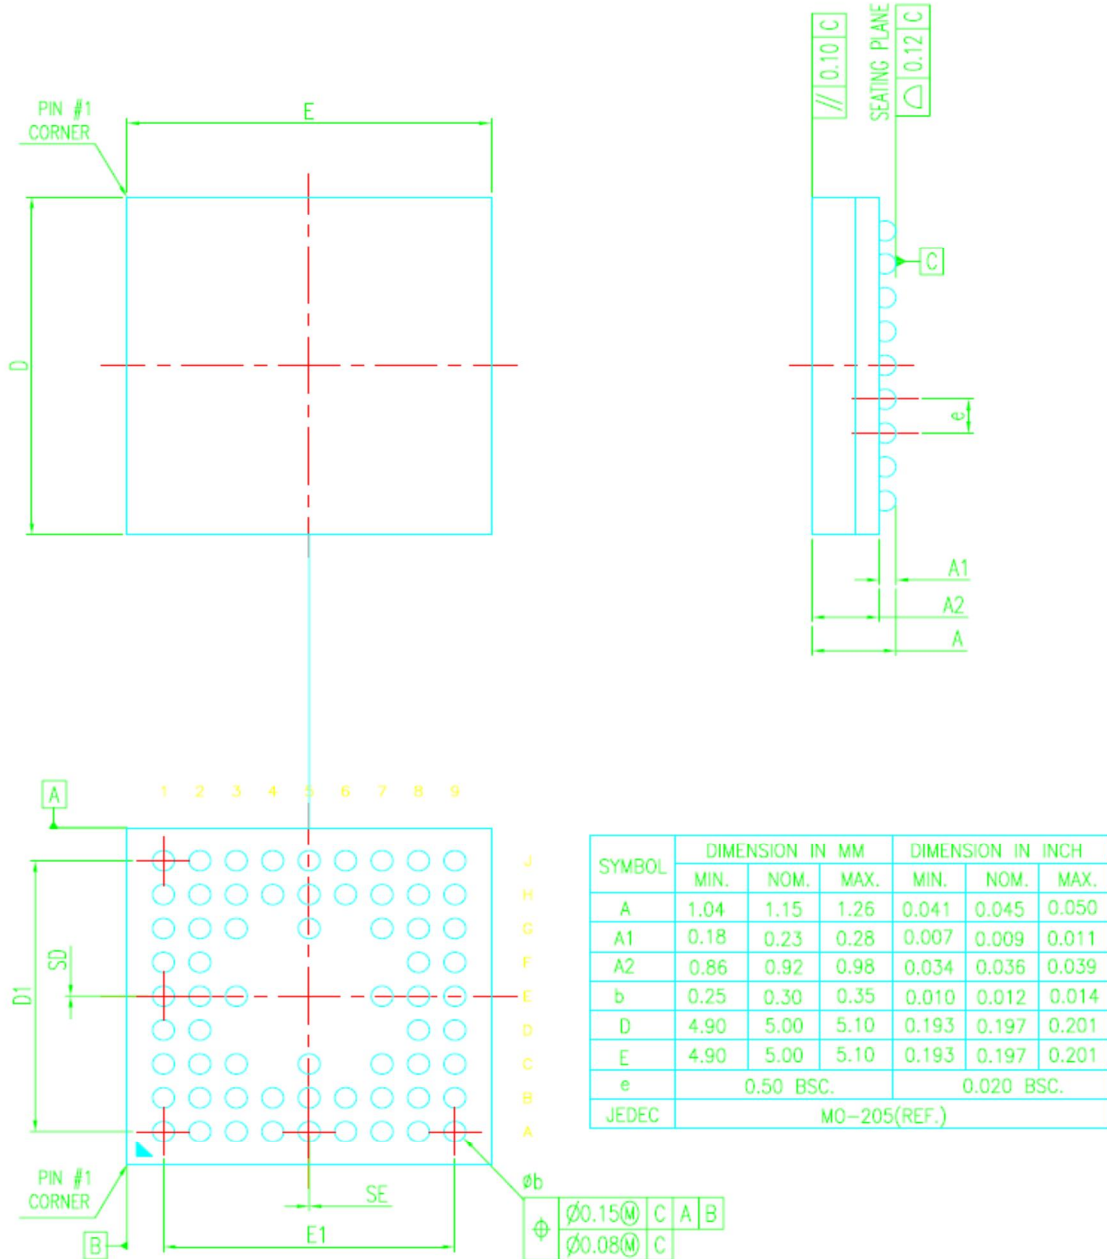 PIN #1
CORNER
E
D
// 0.10 C
SEATING PLANE
0.12 C
C
e
A1
A2
A
A
1 2 3 4 5 6 7 8 9
J
H
G
F
E
D
C
B
A
SD
D1
PIN #1
CORNER
B
SE
E1
øb
Ø0.15Ⓜ C A B
Ø0.08Ⓜ C
SYMBOL DIMENSION IN MM DIMENSION IN INCH
MIN. NOM. MAX. MIN. NOM. MAX.
A 1.04 1.15 1.26 0.041 0.045 0.050
A1 0.18 0.23 0.28 0.007 0.009 0.011
A2 0.86 0.92 0.98 0.034 0.036 0.039
b 0.25 0.30 0.35 0.010 0.012 0.014
D 4.90 5.00 5.10 0.193 0.197 0.201
E 4.90 5.00 5.10 0.193 0.197 0.201
e 0.50 BSC. 0.020 BSC.
JEDEC MO-205(REF.)